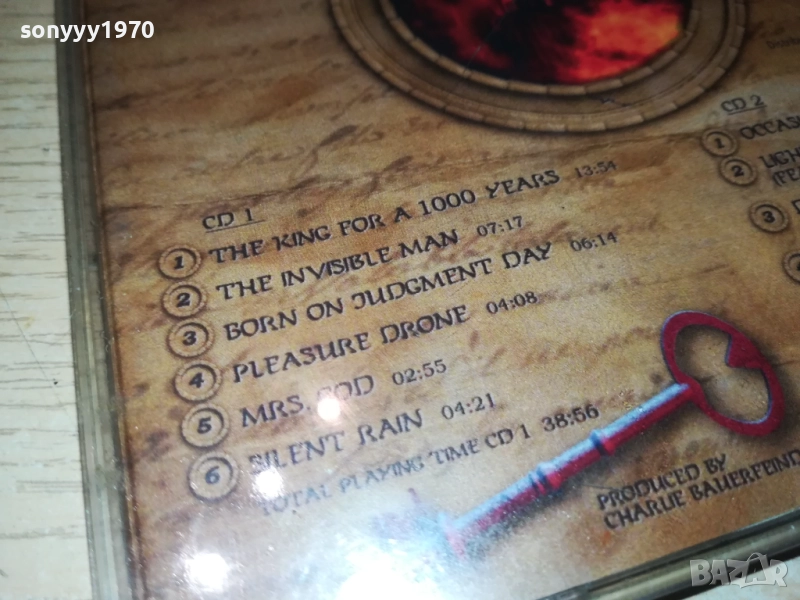 sonyyy1970
CD 1
1 THE KING FOR A 1000 YEARS 13:54
2 THE INVISIBLE MAN 07:17
3 BORN ON JUDGMENT DAY 06:14
4 PLEASURE DRONE 04:08
5 MRS. GOD 02:55
6 SILENT RAIN 04:21
TOTAL PLAYING TIME CD 1 38:56
CD 2
1
2
3
PRODUCED BY
CHARLIE BAUERFEIND
BAZAR